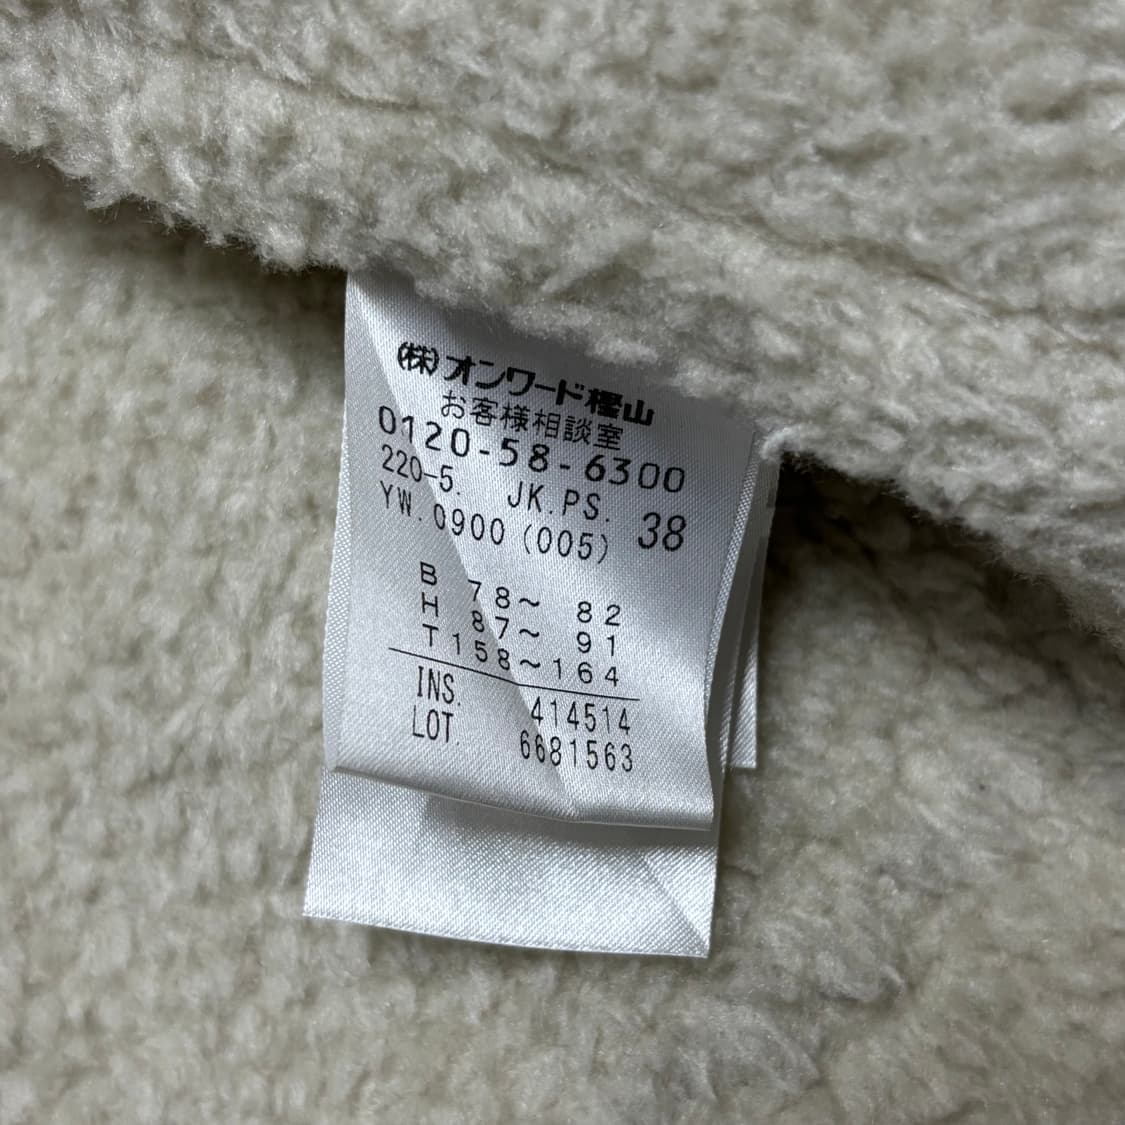 (株)オンワード樫山
お客様相談室
0120-58-6300
220-5. JK.PS. 38
YW.0900(005)
B 78～ 82
H 87～ 91
T158～164
INS. 414514
LOT. 6681563